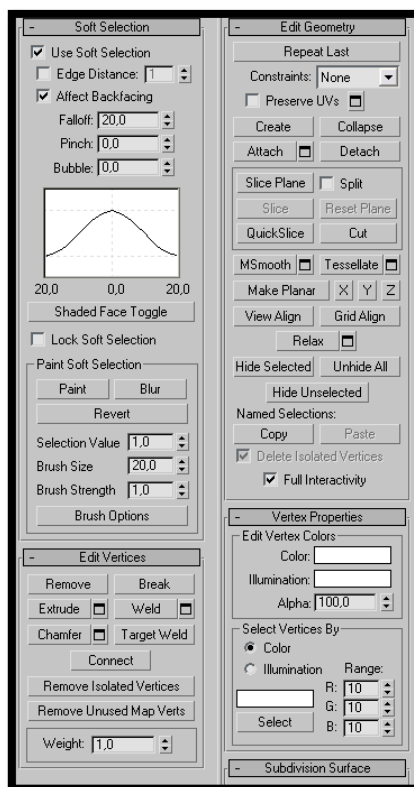 - Soft Selection
Use Soft Selection
Edge Distance: 1
Affect Backfacing
Falloff: 20,0
Pinch: 0,0
Bubble: 0,0
20,0 0,0 20,0
Shaded Face Toggle
Lock Soft Selection
Paint Soft Selection
Paint Blur
Revert
Selection Value 1,0
Brush Size 20,0
Brush Strength 1,0
Brush Options
- Edit Vertices
Remove Break
Extrude Weld
Chamfer Target Weld
Connect
Remove Isolated Vertices
Remove Unused Map Verts
Weight: 1,0
- Edit Geometry
Repeat Last
Constraints: None
Preserve UVs
Create Collapse
Attach Detach
Slice Plane Split
Slice Reset Plane
QuickSlice Cut
MSmooth Tessellate
Make Planar X Y Z
View Align Grid Align
Relax
Hide Selected Unhide All
Hide Unselected
Named Selections:
Copy Paste
Delete Isolated Vertices
Full Interactivity
- Vertex Properties
Edit Vertex Colors
Color:
Illumination:
Alpha: 100,0
Select Vertices By
Color
Illumination Range:
R: 10
G: 10
Select
B: 10
- Subdivision Surface